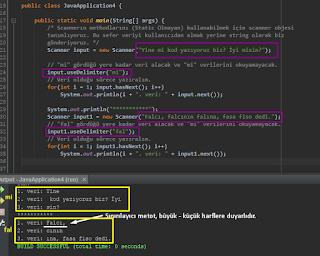 public class JavaApplication4 {
public static void main(String[] args) {
/* Scannerin methodlarını (Static Olmayan) kullanabilmek için scanner objesi
tanımlıyoruz. Bu sefer veriyi kullanıcıdan almak yerine string olarak biz
gönderiyoruz. */
Scanner input = new Scanner("Yine mi kod yazıyoruz biz? İyi misin?");
// "mi" gördüğü yere kadar veri alacak ve "mi" verilerini okuyamayacak.
input.useDelimiter("mi");
// Veri olduğu sürece yazıralım.
for(int i = 1; input.hasNext(); i++)
System.out.println(i + ". veri: " + input.next());
System.out.println("***********");
Scanner input1 = new Scanner("Falcı, falcının falına, fasa fiso dedi.");
// "fal" gördüğü yere kadar veri alacak ve "mi" verilerini okuyamayacak.
input1.useDelimiter("fal");
// Veri olduğu sürece yazıralım.
for(int i = 1; input1.hasNext(); i++)
System.out.println(i + ". veri: " + input1.next());
Output - JavaApplication4 (run)
run:
mi
1. veri: Yine
2. veri: kod yazıyoruz biz? İyi
3. veri: sin?
***********
Sınırlayıcı metot, büyük - küçük harflere duyarlıdır.
fal
1. veri: Falcı,
2. veri: cının
3. veri: ına, fasa fiso dedi.
BUILD SUCCESSFUL (total time: 0 seconds)